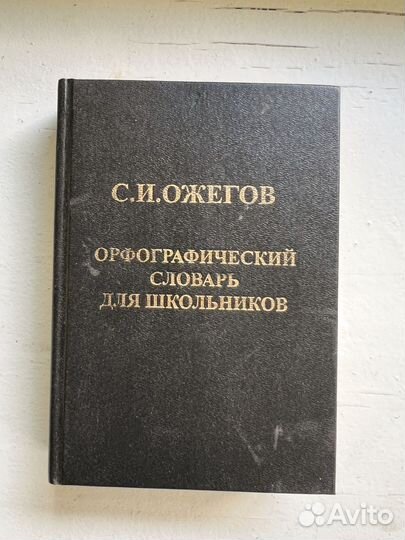 С.И.ОЖЕГОВ
ОРФОГРАФИЧЕСКИЙ
СЛОВАРЬ
ДЛЯ ШКОЛЬНИКОВ
Avito